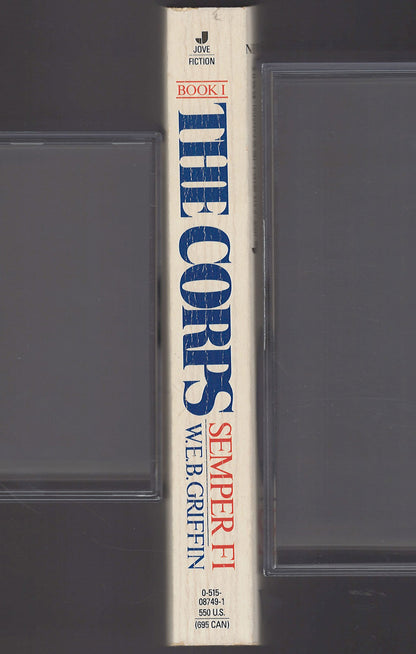 J
JOVE
FICTION
BOOK I
THE CORPS
SEMPER FI
W.E.B. GRIFFIN
0-515-
08749-1
550 U.S.
(695 CAN)